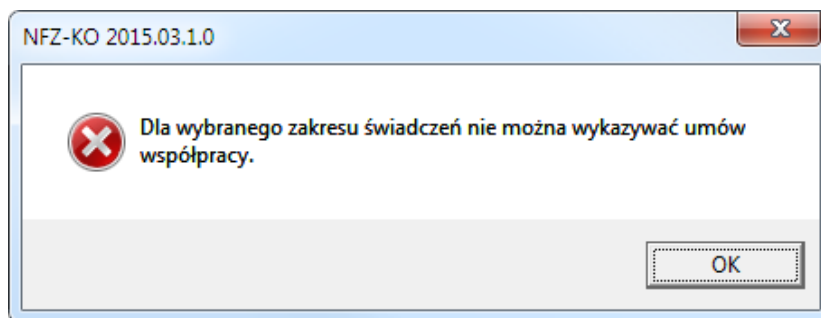 NFZ-KO 2015.03.1.0
Dla wybranego zakresu świadczeń nie można wykazywać umów
współpracy.
OK